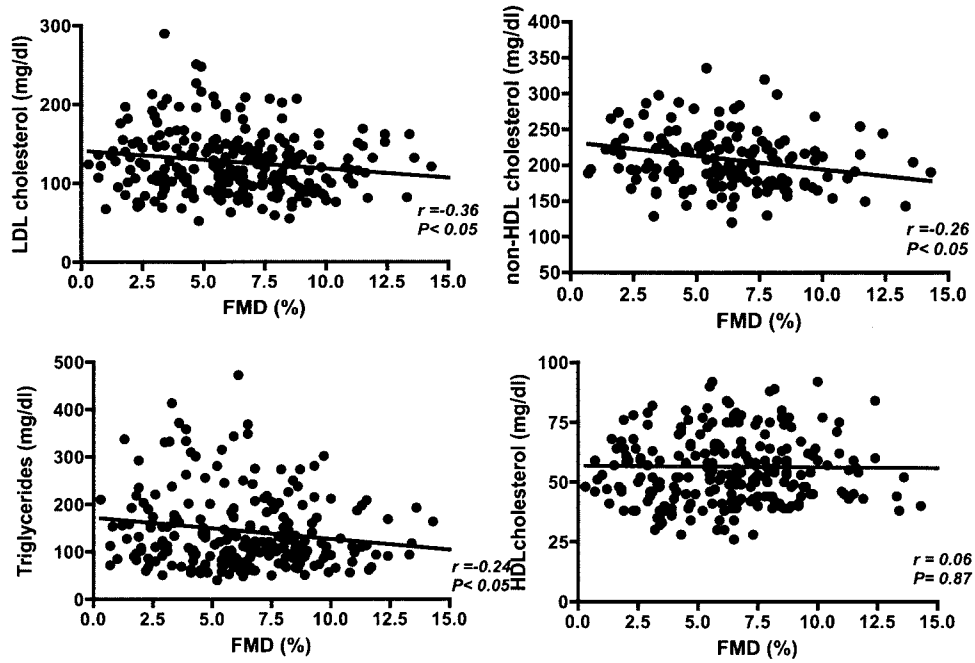 300
200
100
0
LDL cholesterol (mg/dl)
0.0 2.5 5.0 7.5 10.0 12.5 15.0
FMD (%)
r =-0.36
P< 0.05
400
350
300
250
200
150
100
50
non-HDL cholesterol (mg/dl)
0.0 2.5 5.0 7.5 10.0 12.5 15.0
FMD (%)
r =-0.26
P< 0.05
500
400
300
200
100
0
Triglycerides (mg/dl)
0.0 2.5 5.0 7.5 10.0 12.5 15.0
FMD (%)
r =-0.24
P< 0.05
100
75
50
25
0
HDLcholesterol (mg/dl)
0.0 2.5 5.0 7.5 10.0 12.5 15.0
FMD (%)
r = 0.06
P= 0.87